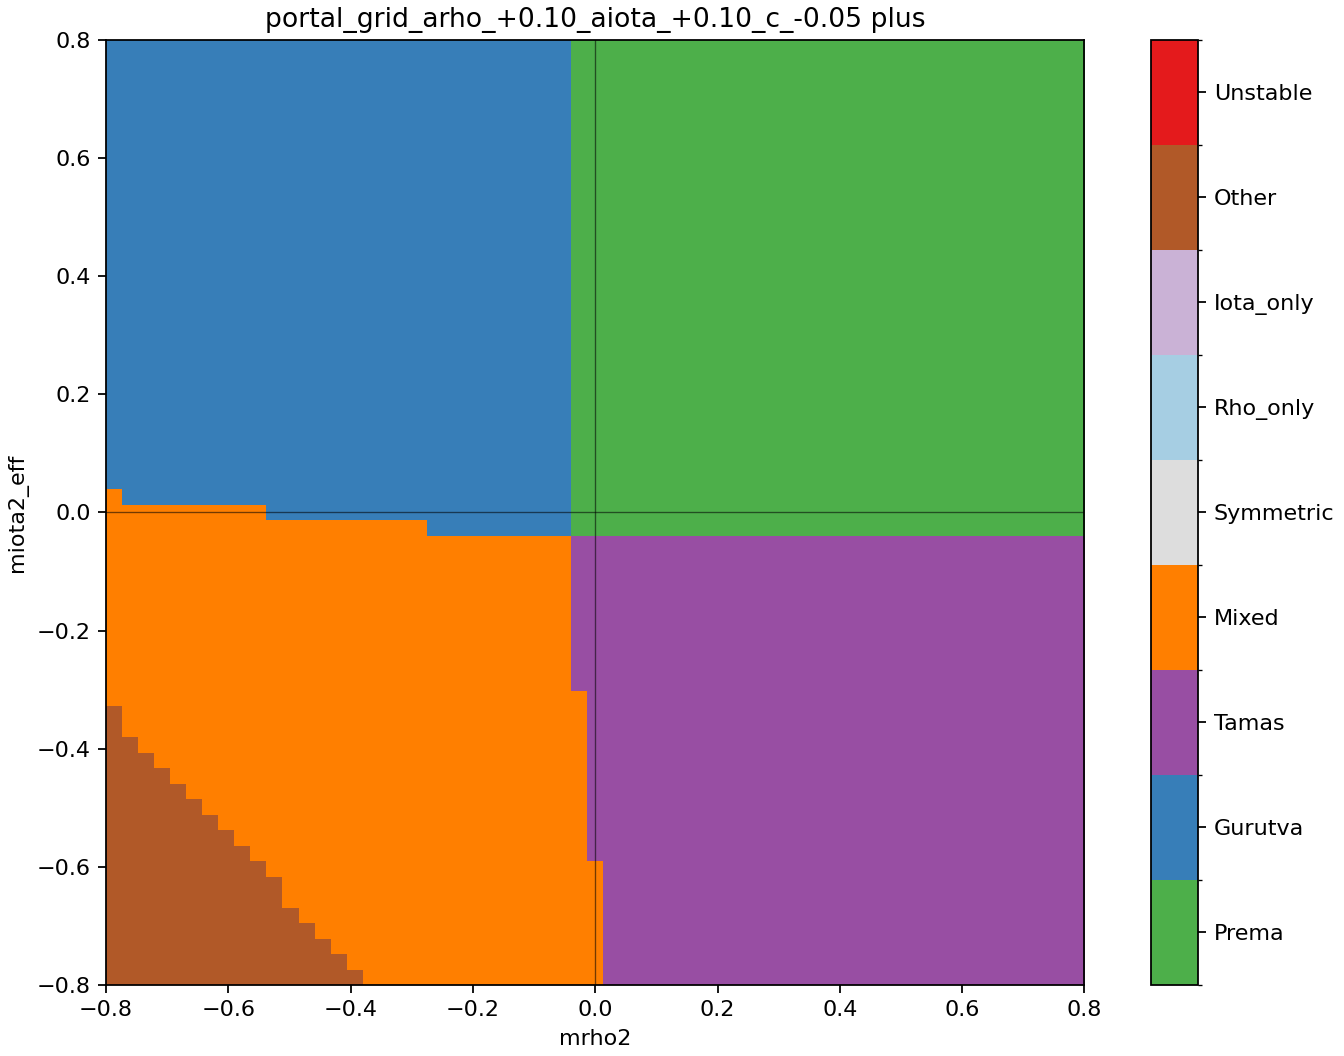 portal_grid_arho_+0.10_aiota_+0.10_c_-0.05 plus
0.8
0.6
0.4
0.2
0.0
−0.2
−0.4
−0.6
−0.8
miota2_eff
−0.8 −0.6 −0.4 −0.2 0.0 0.2 0.4 0.6 0.8
mrho2
Unstable
Other
Iota_only
Rho_only
Symmetric
Mixed
Tamas
Gurutva
Prema